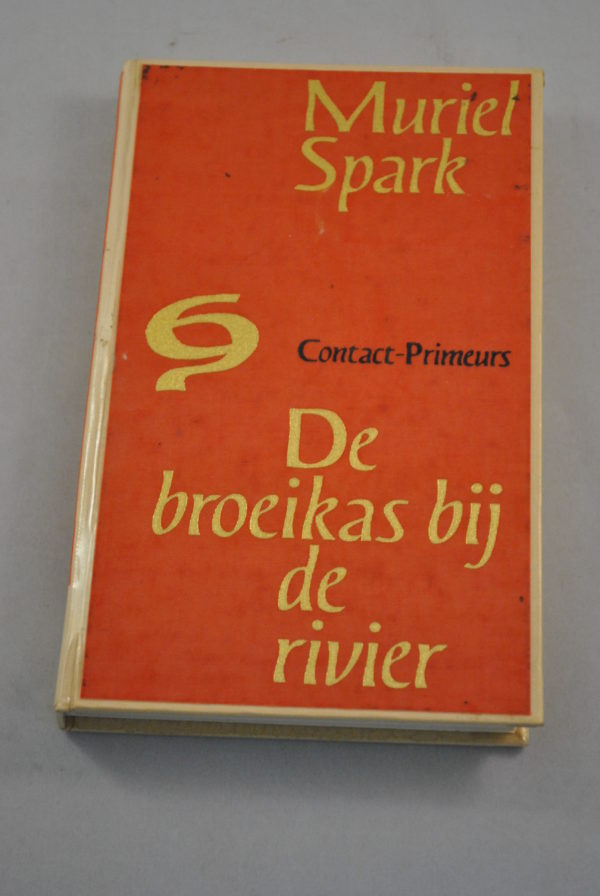 Muriel
Spark
Contact-Primeurs
De
broeikas bij
de
rivier